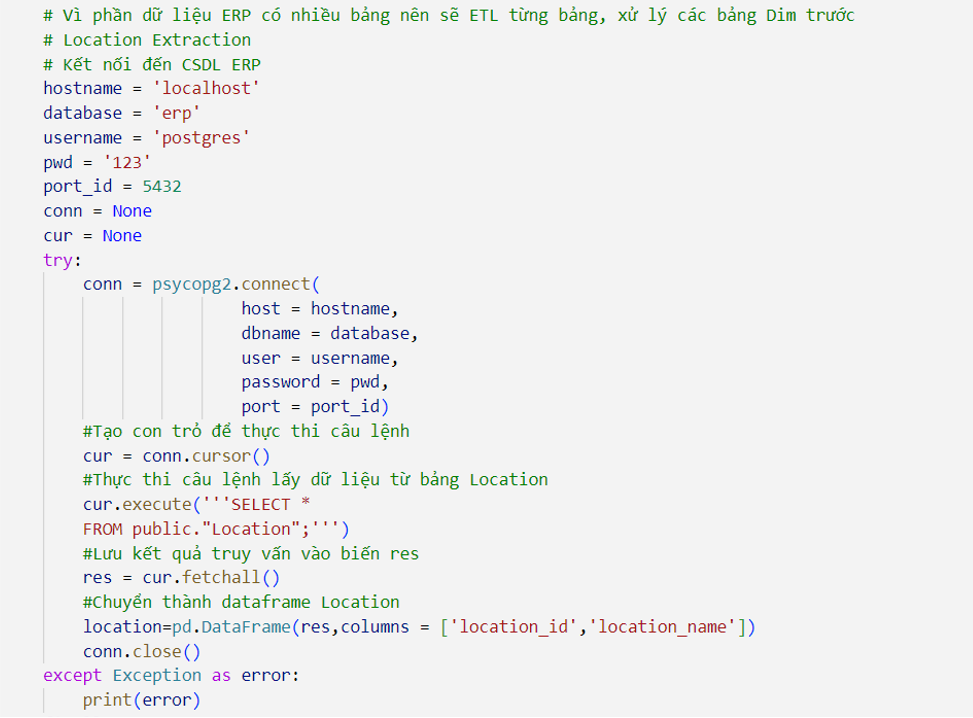 # Vì phần dữ liệu ERP có nhiều bảng nên sẽ ETL từng bảng, xử lý các bảng Dim trước
# Location Extraction
# Kết nối đến CSDL ERP
hostname = 'localhost'
database = 'erp'
username = 'postgres'
pwd = '123'
port_id = 5432
conn = None
cur = None
try:
    conn = psycopg2.connect(
                    host = hostname,
                    dbname = database,
                    user = username,
                    password = pwd,
                    port = port_id)
    #Tạo con trỏ để thực thi câu lệnh
    cur = conn.cursor()
    #Thực thi câu lệnh lấy dữ liệu từ bảng Location
    cur.execute('''SELECT *
    FROM public."Location";''')
    #Lưu kết quả truy vấn vào biến res
    res = cur.fetchall()
    #Chuyển thành dataframe Location
    location=pd.DataFrame(res,columns = ['location_id','location_name'])
    conn.close()
except Exception as error:
    print(error)